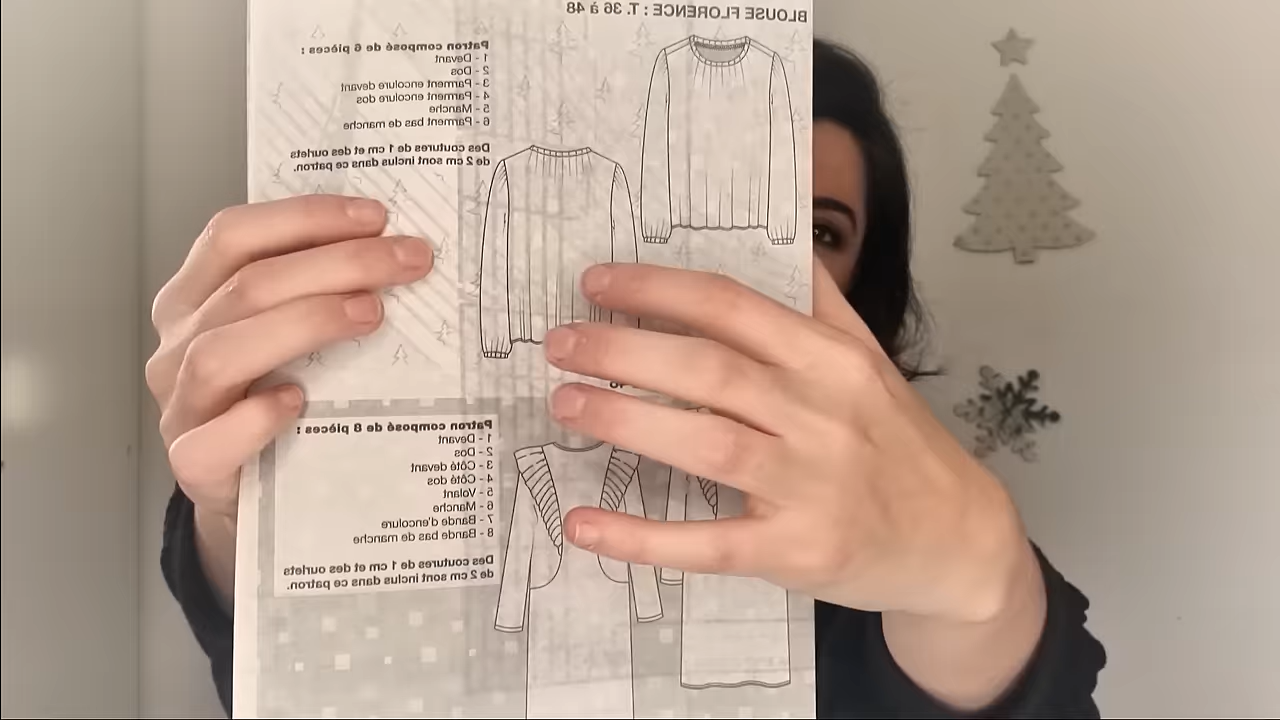 BLOUSE FLORENCE : T. 36 à 48
Patron composé de 6 pièces :
1 - Devant
2 - Dos
3 - Parment encolure devant
4 - Parment encolure dos
5 - Manche
6 - Parment de bas de manche
Des coutures de 1 cm et des ourlets
de 2 cm sont inclus dans ce patron.
Patron composé de 8 pièces :
1 - Devant
2 - Dos
3 - Côté devant
4 - Côté dos
5 - Volant
6 - Manche
7 - Bande d'encolure
8 - Bande bas de manche
Des coutures de 1 cm et des ourlets
de 2 cm sont inclus dans ce patron.